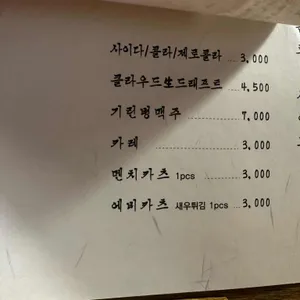 사이다/콜라/제로콜라 ... 3,000
클라우드生드래프트 ... 4,500
기린병맥주 ... 7,000
카레 ... 3,000
멘치카츠 1pcs ... 3,000
에비카츠 새우튀김 1pcs ... 3,000